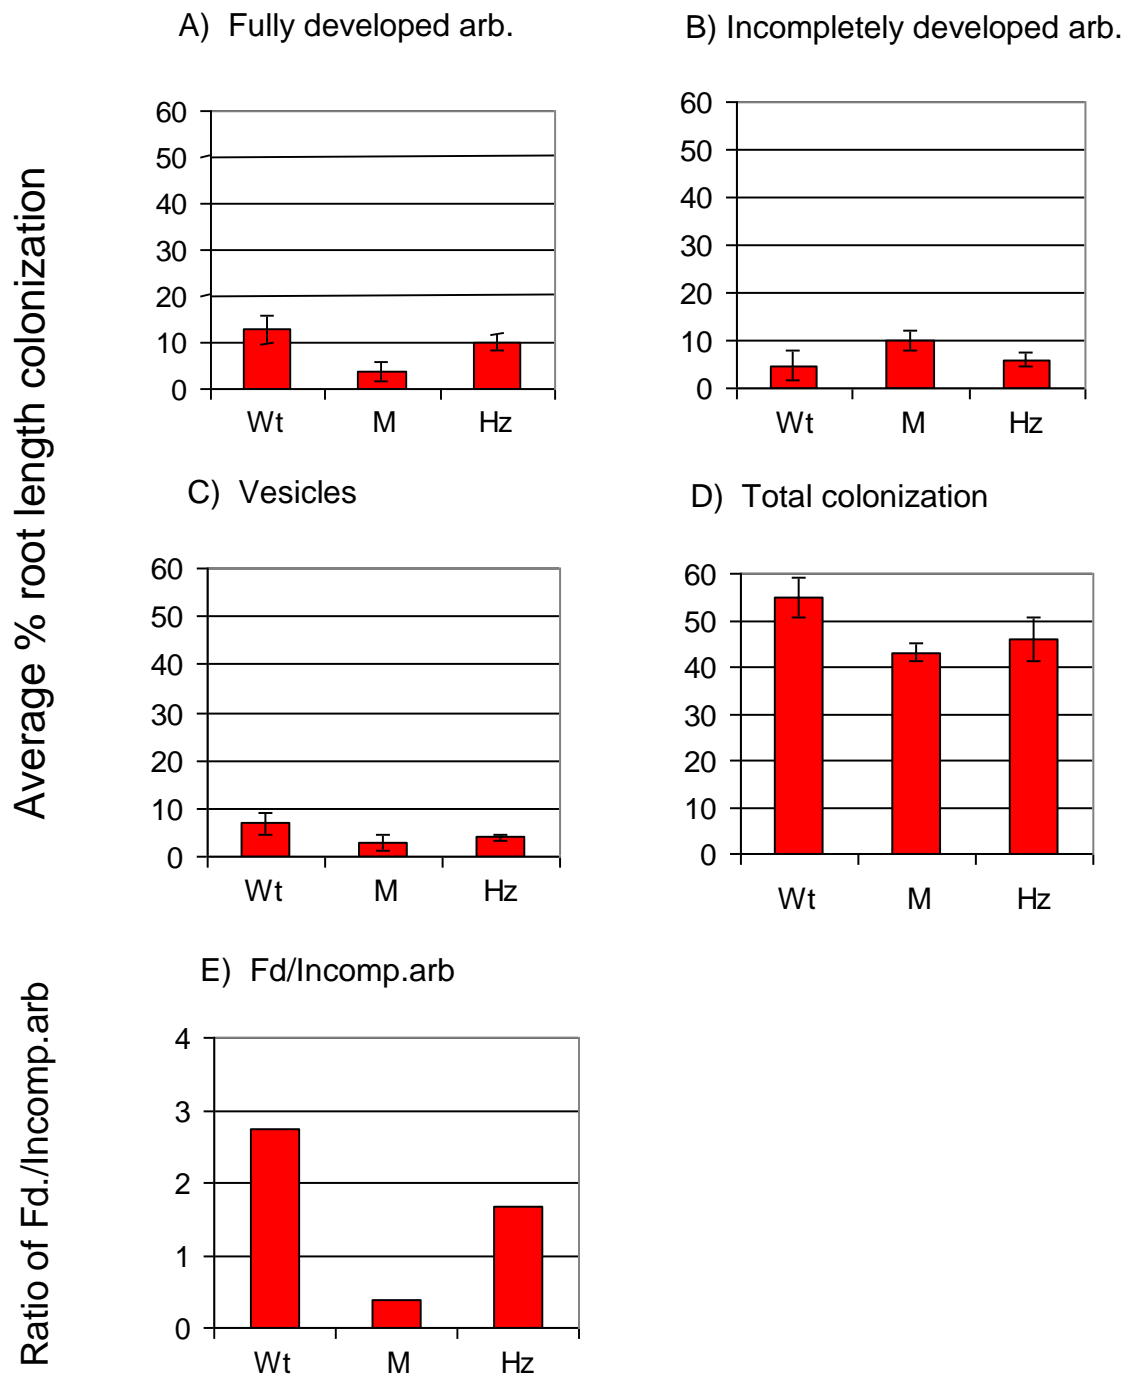 A) Fully developed arb.
B) Incompletely developed arb.
Average % root length colonization
60
50
40
30
20
10
0
Wt M Hz
60
50
40
30
20
10
0
Wt M Hz
C) Vesicles
D) Total colonization
60
50
40
30
20
10
0
Wt M Hz
60
50
40
30
20
10
0
Wt M Hz
E) Fd/Incomp.arb
Ratio of Fd./Incomp.arb
4
3
2
1
0
Wt M Hz